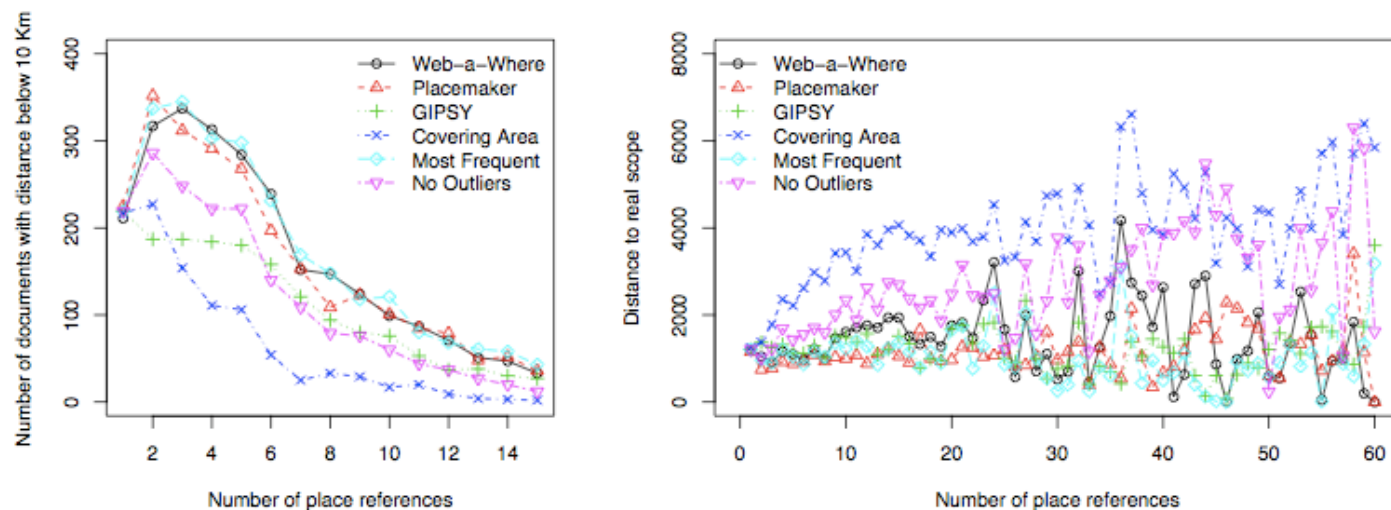 Number of documents with distance below 10 Km
400
300
200
100
0
2 4 6 8 10 12 14
Number of place references
Web-a-Where
Placemaker
GIPSY
Covering Area
Most Frequent
No Outliers
Distance to real scope
8000
6000
4000
2000
0
0 10 20 30 40 50 60
Number of place references
Web-a-Where
Placemaker
GIPSY
Covering Area
Most Frequent
No Outliers